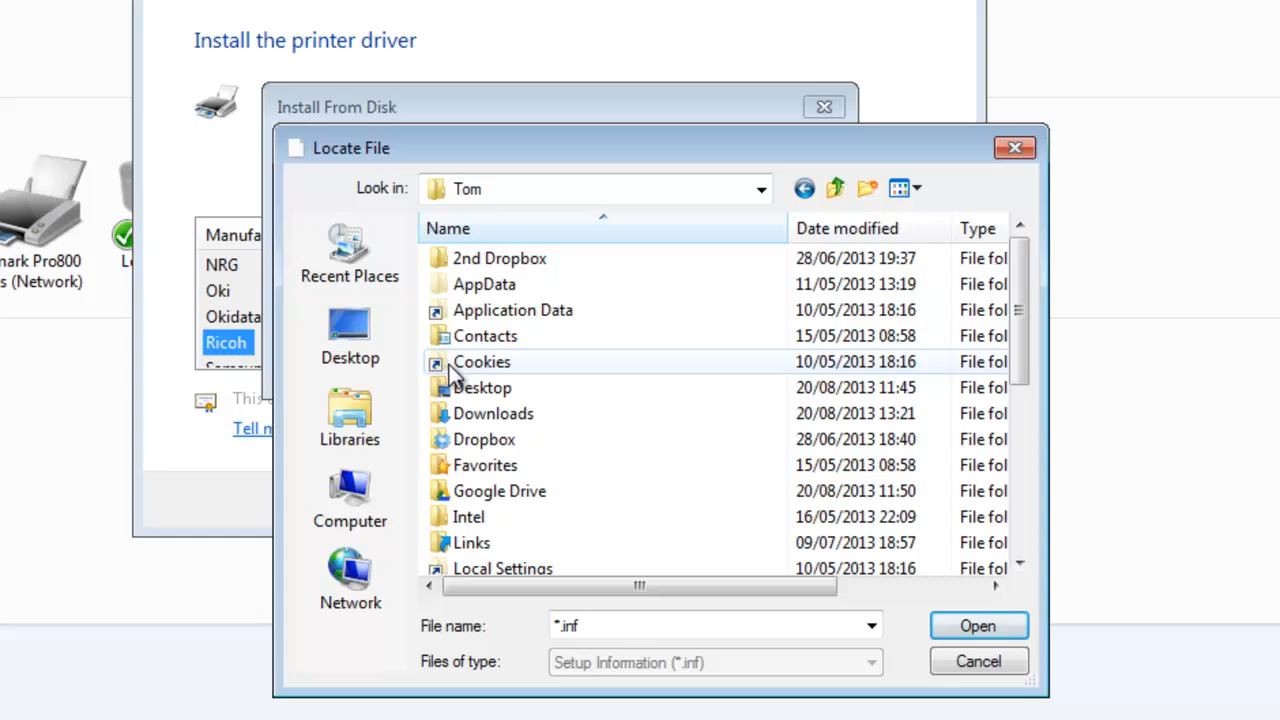 Install the printer driver
Install From Disk
Locate File
Look in: Tom
Name Date modified Type
Recent Places
Desktop
Libraries
Computer
Network
2nd Dropbox 28/06/2013 19:37 File fol
AppData 11/05/2013 13:19 File fol
Application Data 10/05/2013 18:16 File fol
Contacts 15/05/2013 08:58 File fol
Cookies 10/05/2013 18:16 File fol
Desktop 20/08/2013 11:45 File fol
Downloads 20/08/2013 13:21 File fol
Dropbox 28/06/2013 18:40 File fol
Favorites 15/05/2013 08:58 File fol
Google Drive 20/08/2013 11:50 File fol
Intel 16/05/2013 22:09 File fol
Links 09/07/2013 18:57 File fol
Local Settings 10/05/2013 18:16 File fol
File name: *.inf
Open
Files of type: Setup Information (*.inf)
Cancel
Manufa
NRG
Oki
Okidata
Ricoh
This
Tell m
mark Pro800
s (Network)